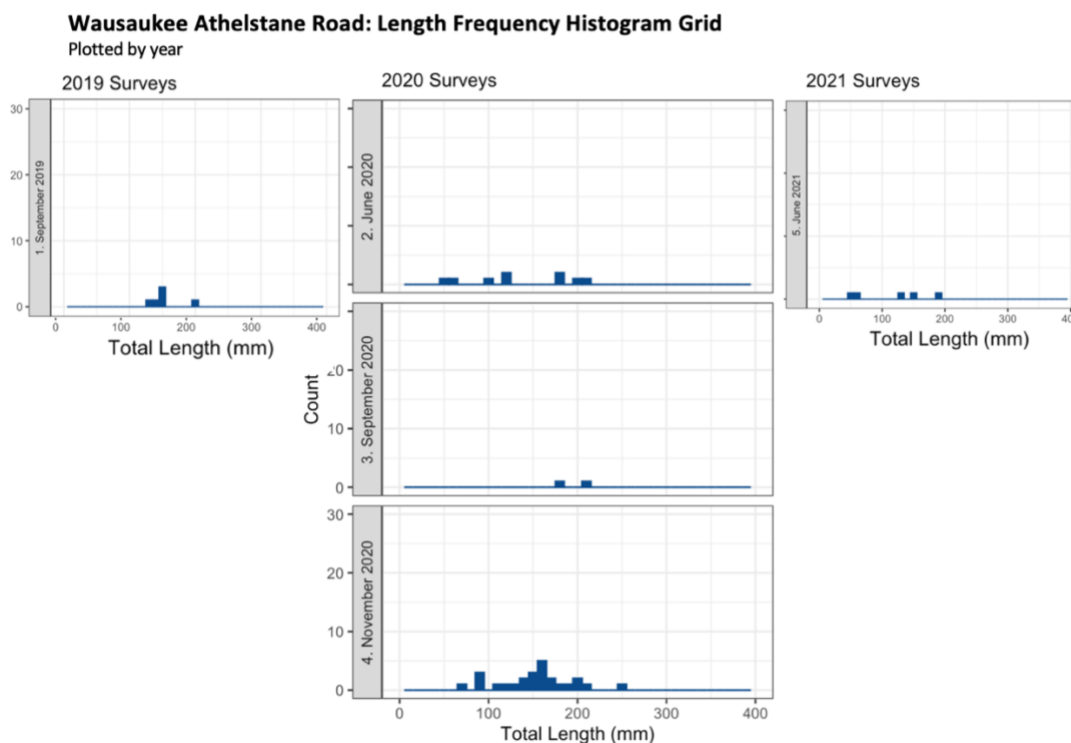 Wausaukee Athelstane Road: Length Frequency Histogram Grid
Plotted by year
2019 Surveys
30
20
10
0
1. September 2019
0 100 200 300 400
Total Length (mm)
2020 Surveys
2. June 2020
Count
20
10
0
3. September 2020
30
20
10
0
4. November 2020
0 100 200 300 400
Total Length (mm)
2021 Surveys
5. June 2021
0 100 200 300 40
Total Length (mm)